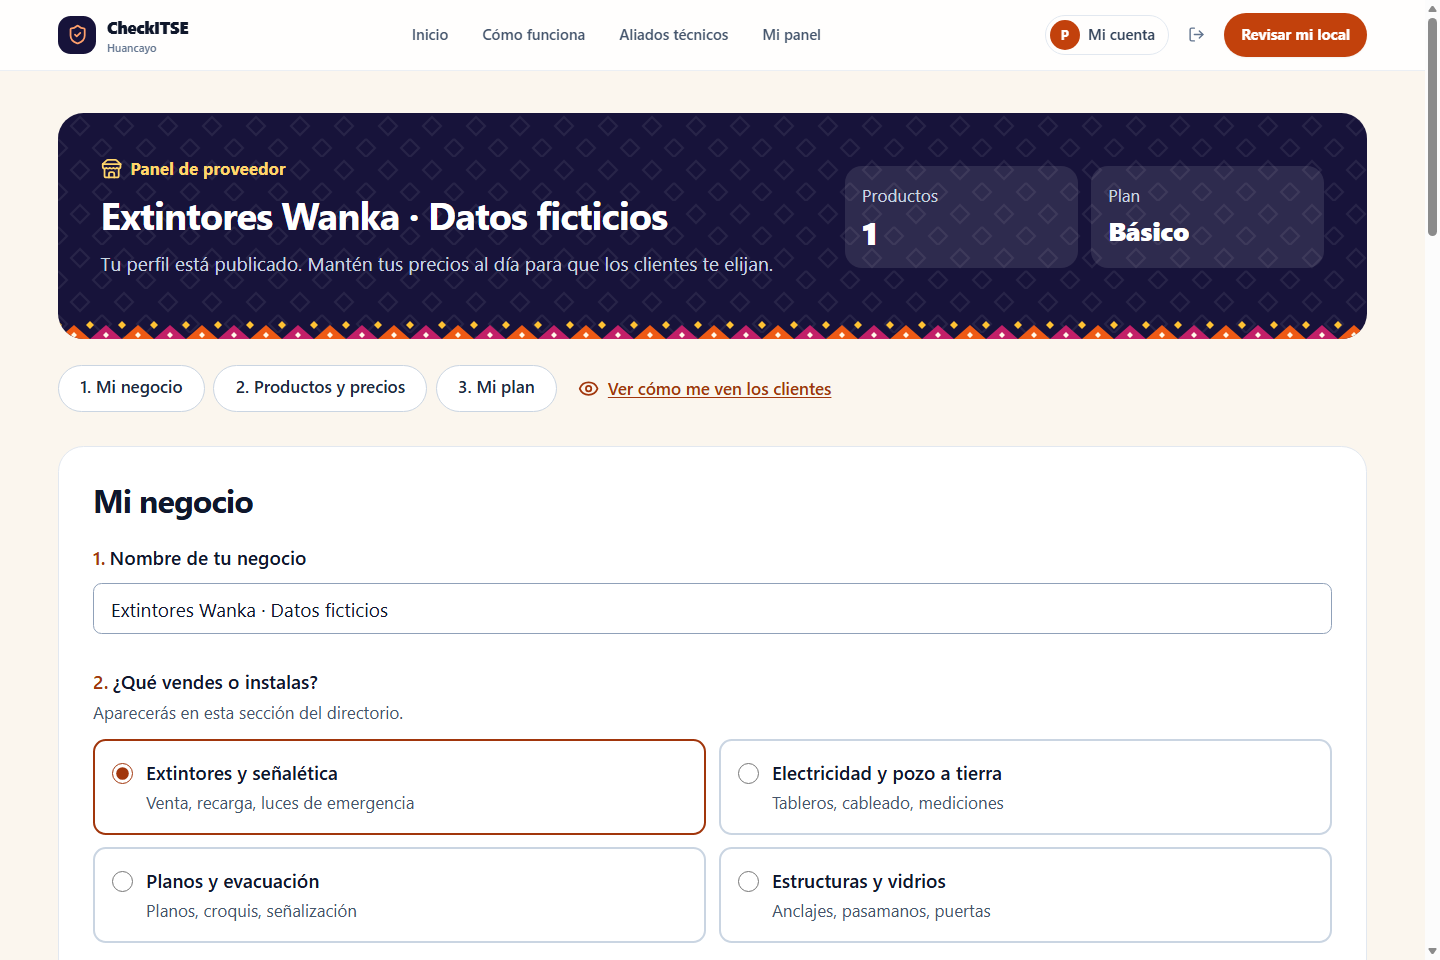 CheckITSE
Huancayo
Inicio
Cómo funciona
Aliados técnicos
Mi panel
P
Mi cuenta
Revisar mi local
Panel de proveedor
Extintores Wanka · Datos ficticios
Tu perfil está publicado. Mantén tus precios al día para que los clientes te elijan.
Productos
1
Plan
Básico
1. Mi negocio
2. Productos y precios
3. Mi plan
Ver cómo me ven los clientes
Mi negocio
1. Nombre de tu negocio
Extintores Wanka · Datos ficticios
2. ¿Qué vendes o instalas?
Aparecerás en esta sección del directorio.
Extintores y señalética
Venta, recarga, luces de emergencia
Electricidad y pozo a tierra
Tableros, cableado, mediciones
Planos y evacuación
Planos, croquis, señalización
Estructuras y vidrios
Anclajes, pasamanos, puertas